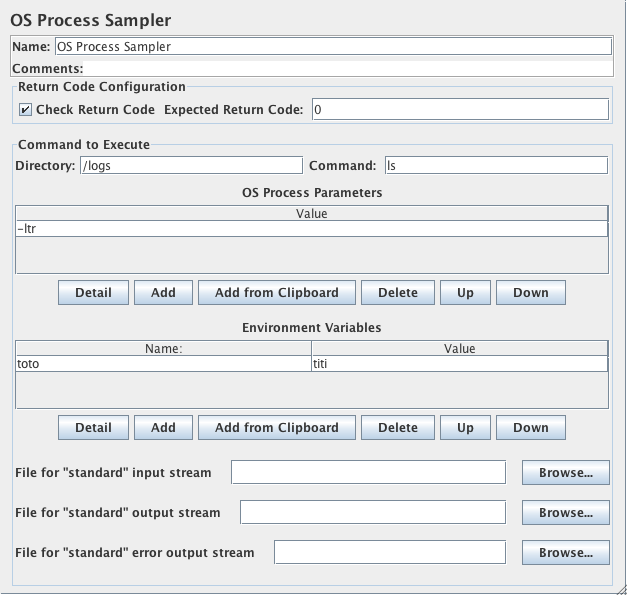 OS Process Sampler
Name: OS Process Sampler
Comments:
Return Code Configuration
Check Return Code Expected Return Code: 0
Command to Execute
Directory: /logs Command: ls
OS Process Parameters
Value
-ltr
Detail Add Add from Clipboard Delete Up Down
Environment Variables
Name: Value
toto titi
Detail Add Add from Clipboard Delete Up Down
File for "standard" input stream Browse...
File for "standard" output stream Browse...
File for "standard" error output stream Browse...